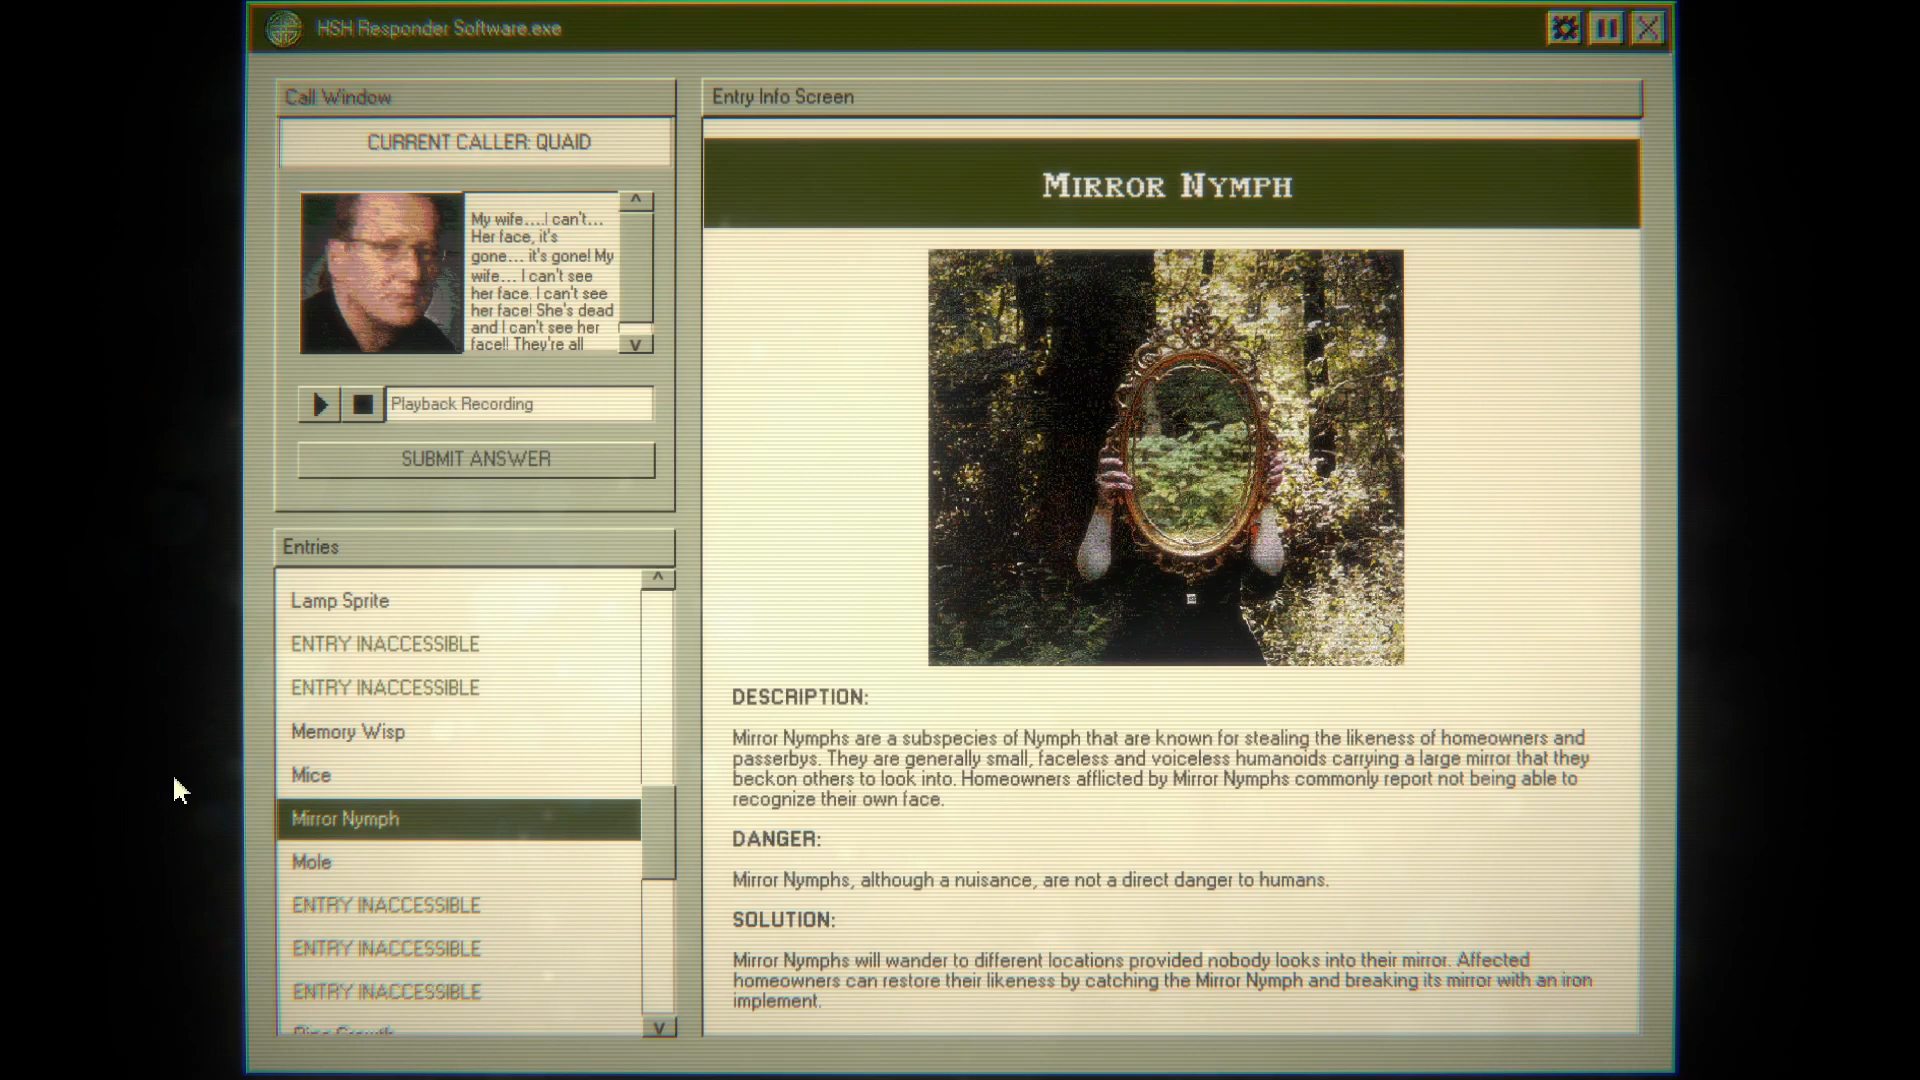 HSH Responder Software.exe
Call Window
CURRENT CALLER: QUAID
My wife....I can't...
Her face, it's
gone... it's gone! My
wife... I can't see
her face. I can't see
her face! She's dead
and I can't see her
face!! They're all
Playback Recording
SUBMIT ANSWER
Entries
Lamp Sprite
ENTRY INACCESSIBLE
ENTRY INACCESSIBLE
Memory Wisp
Mice
Mirror Nymph
Mole
ENTRY INACCESSIBLE
ENTRY INACCESSIBLE
ENTRY INACCESSIBLE
Entry Info Screen
MIRROR NYMPH
DESCRIPTION:
Mirror Nymphs are a subspecies of Nymph that are known for stealing the likeness of homeowners and
passerbys. They are generally small, faceless and voiceless humanoids carrying a large mirror that they
beckon others to look into. Homeowners afflicted by Mirror Nymphs commonly report not being able to
recognize their own face.
DANGER:
Mirror Nymphs, although a nuisance, are not a direct danger to humans.
SOLUTION:
Mirror Nymphs will wander to different locations provided nobody looks into their mirror. Affected
homeowners can restore their likeness by catching the Mirror Nymph and breaking its mirror with an iron
implement.